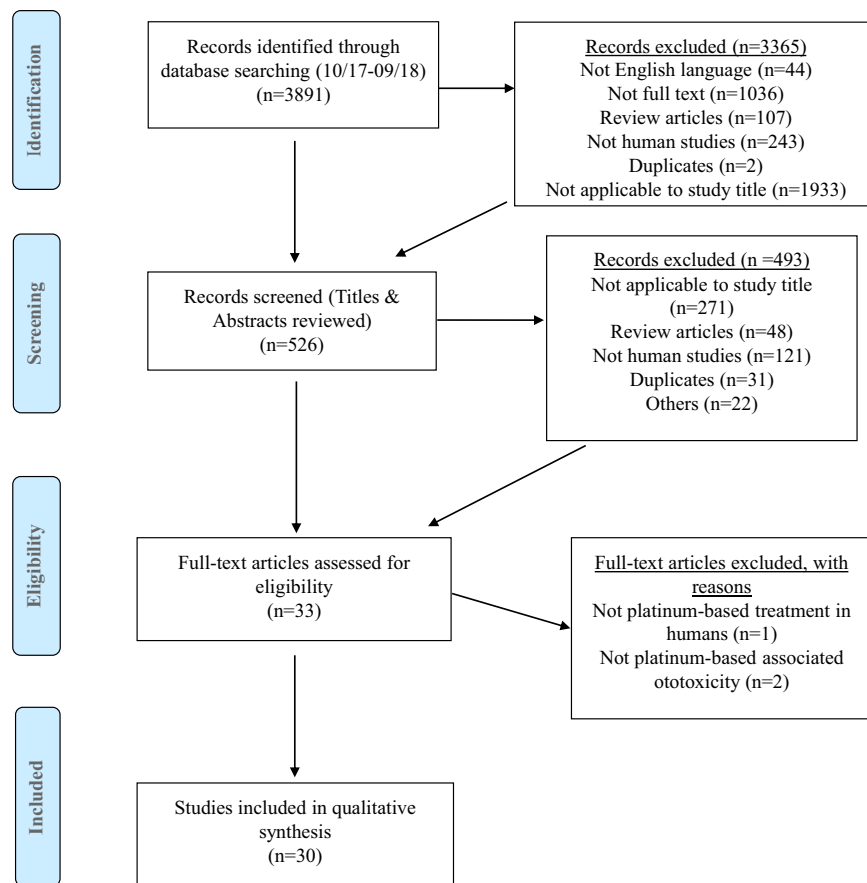 Identification
Records identified through
database searching (10/17-09/18)
(n=3891)
Records excluded (n=3365)
Not English language (n=44)
Not full text (n=1036)
Review articles (n=107)
Not human studies (n=243)
Duplicates (n=2)
Not applicable to study title (n=1933)
Screening
Records screened (Titles &
Abstracts reviewed)
(n=526)
Records excluded (n =493)
Not applicable to study title
(n=271)
Review articles (n=48)
Not human studies (n=121)
Duplicates (n=31)
Others (n=22)
Eligibility
Full-text articles assessed for
eligibility
(n=33)
Full-text articles excluded, with
reasons
Not platinum-based treatment in
humans (n=1)
Not platinum-based associated
ototoxicity (n=2)
Included
Studies included in qualitative
synthesis
(n=30)